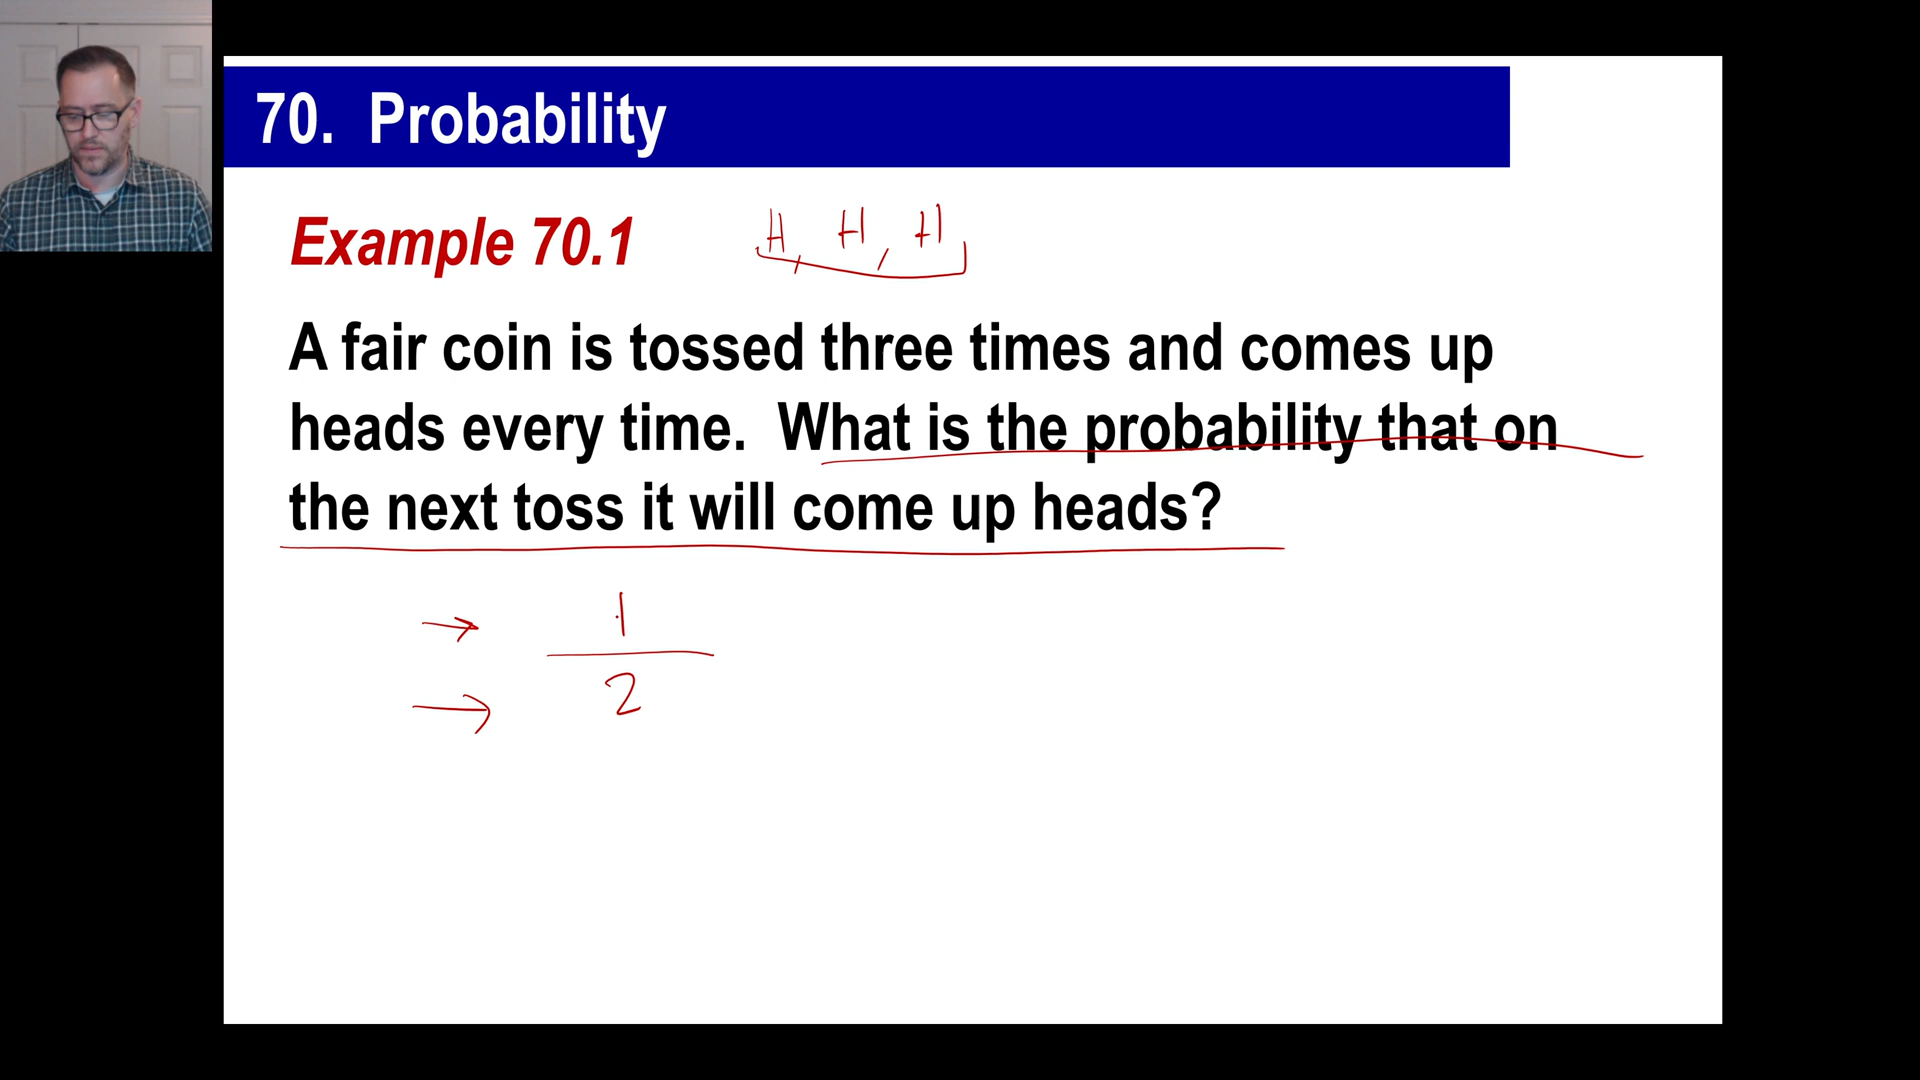 70. Probability
Example 70.1
H, H, H
A fair coin is tossed three times and comes up
heads every time. What is the probability that on
the next toss it will come up heads?
1
2